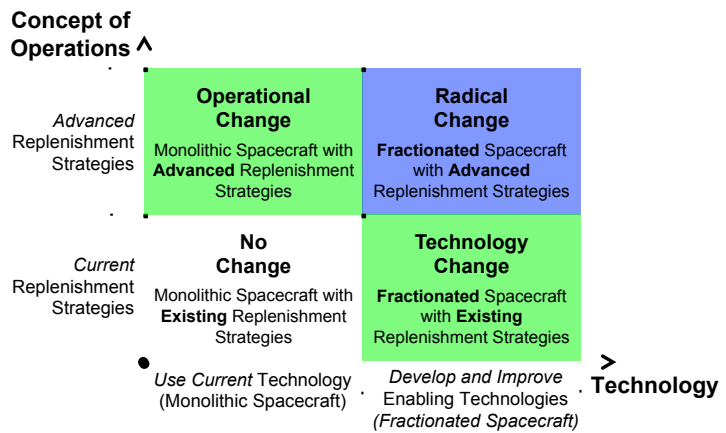 Concept of
Operations
Advanced
Replenishment
Strategies
Operational
Change
Monolithic Spacecraft with
Advanced Replenishment
Strategies
Radical
Change
Fractionated Spacecraft
with Advanced
Replenishment Strategies
Current
Replenishment
Strategies
No
Change
Monolithic Spacecraft with
Existing Replenishment
Strategies
Technology
Change
Fractionated Spacecraft
with Existing
Replenishment Strategies
Use Current Technology
(Monolithic Spacecraft)
Develop and Improve
Enabling Technologies
(Fractionated Spacecraft)
Technology